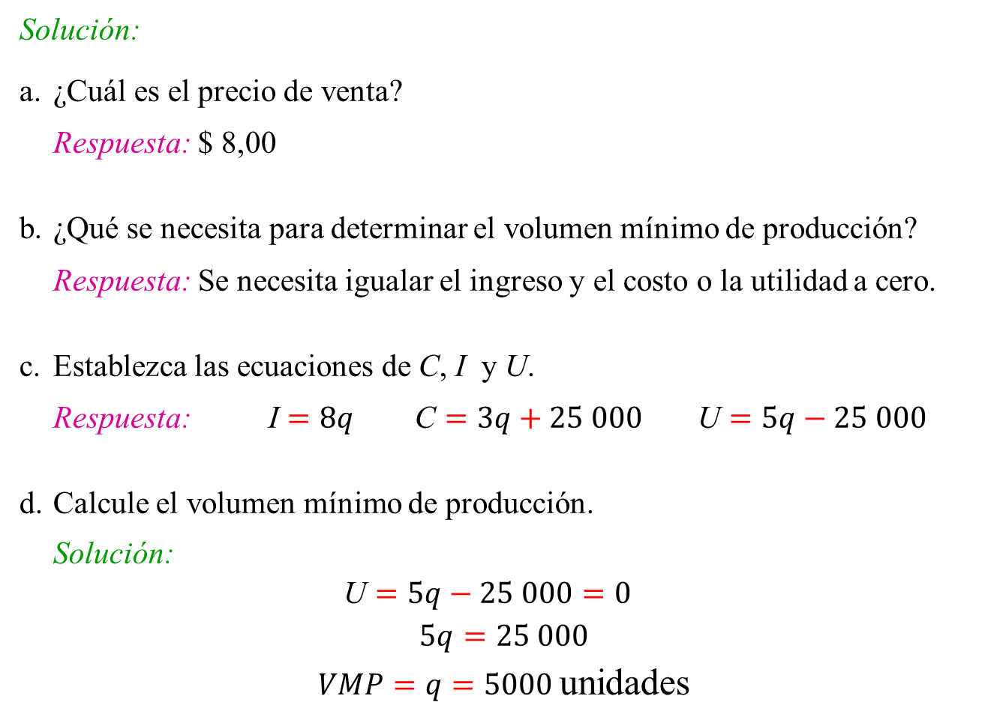 Solución:
a. ¿Cuál es el precio de venta?
Respuesta: $ 8,00
b. ¿Qué se necesita para determinar el volumen mínimo de producción?
Respuesta: Se necesita igualar el ingreso y el costo o la utilidad a cero.
c. Establezca las ecuaciones de C, I y U.
Respuesta: I = 8q C = 3q + 25 000 U = 5q − 25 000
d. Calcule el volumen mínimo de producción.
Solución:
U = 5q − 25 000 = 0
5q = 25 000
VMP = q = 5000 unidades